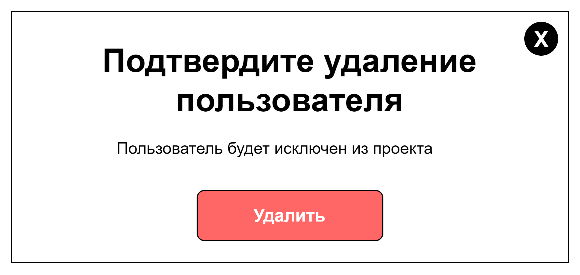 X
Подтвердите удаление
пользователя
Пользователь будет исключен из проекта
Удалить